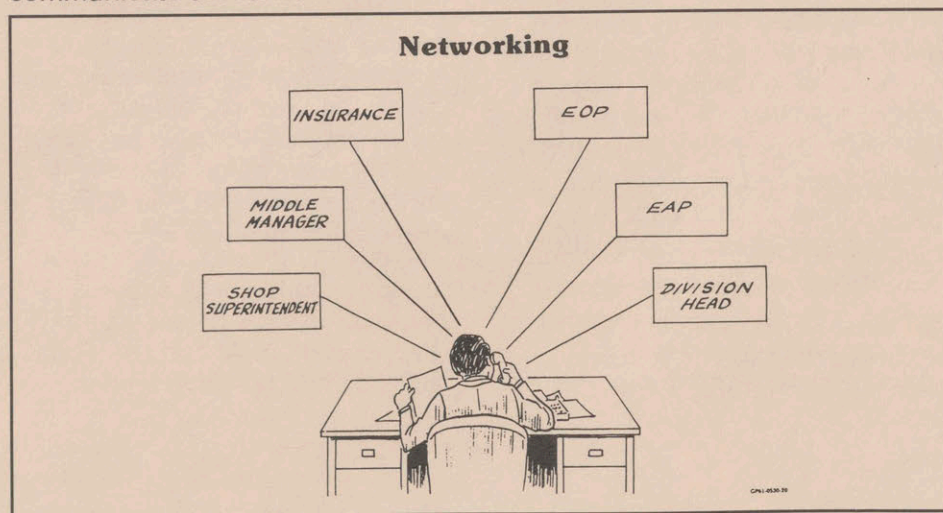 Networking
INSURANCE
EOP
MIDDLE
MANAGER
EAP
SHOP
SUPERINTENDENT
DIVISION
HEAD